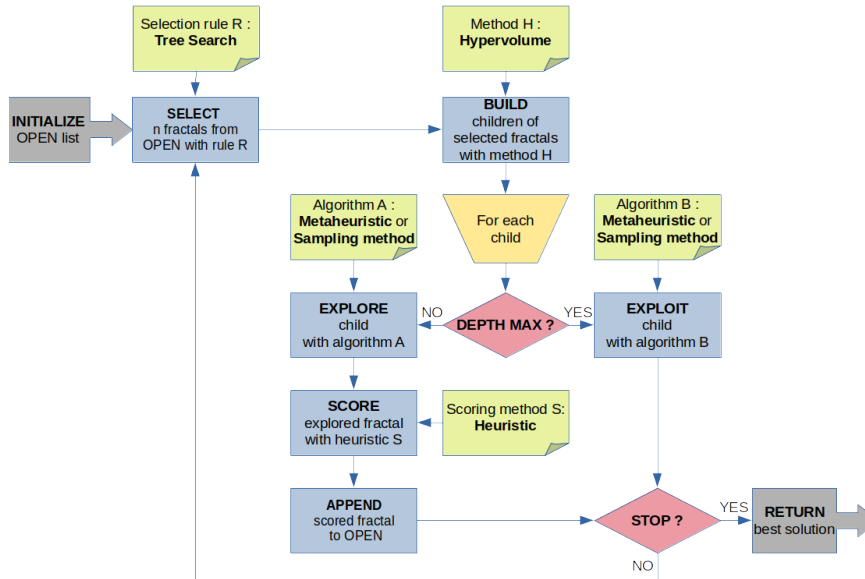 Selection rule R :
Tree Search
Method H :
Hypervolume
INITIALIZE
OPEN list
SELECT
n fractals from
OPEN with rule R
BUILD
children of
selected fractals
with method H
Algorithm A :
Metaheuristic or
Sampling method
For each
child
Algorithm B :
Metaheuristic or
Sampling method
EXPLORE
child
with algorithm A
NO
DEPTH MAX ?
YES
EXPLOIT
child
with algorithm B
SCORE
explored fractal
with heuristic S
Scoring method S:
Heuristic
APPEND
scored fractal
to OPEN
STOP ?
YES
RETURN
best solution
NO